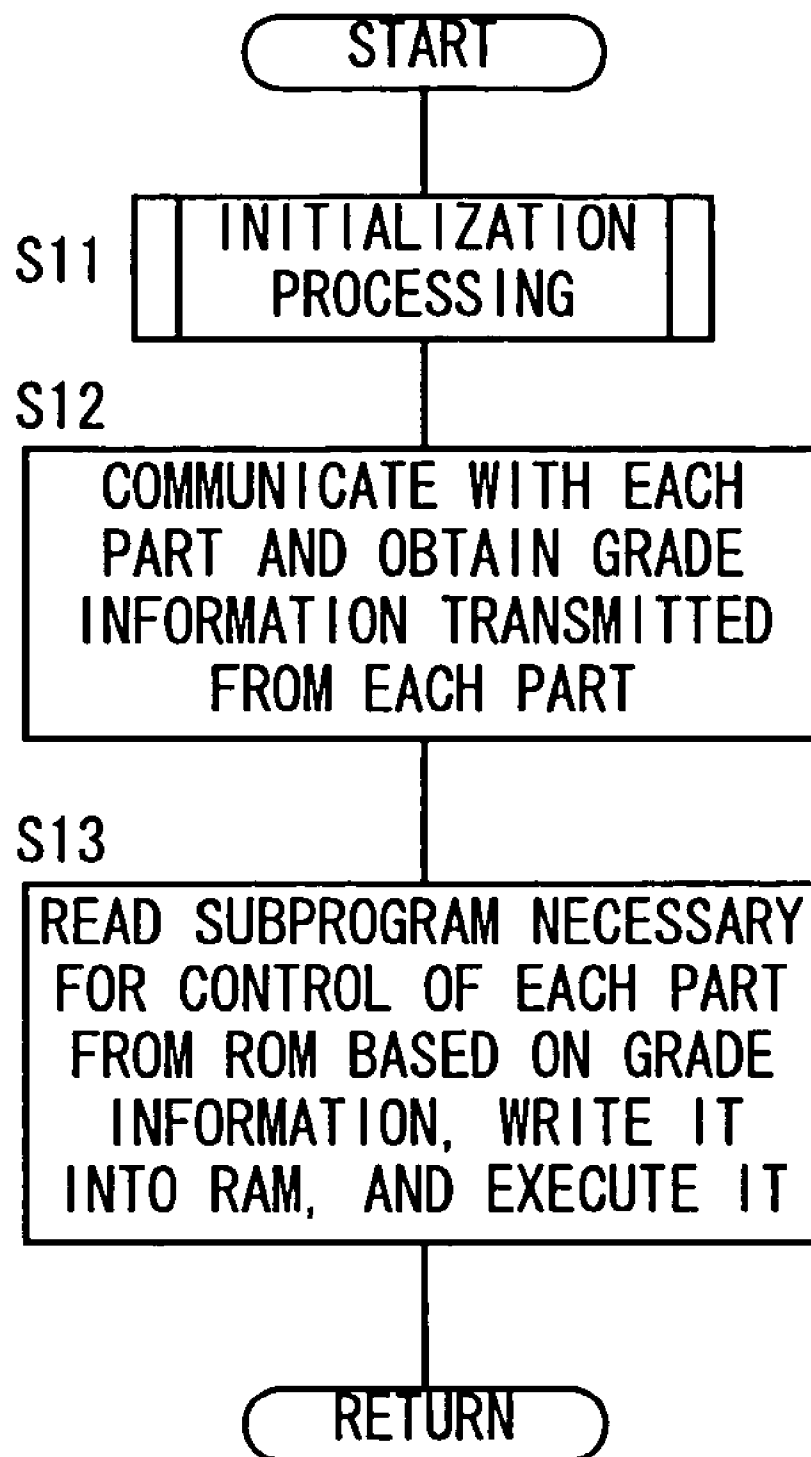 START
S11
INITIALIZATION
PROCESSING
S12
COMMUNICATE WITH EACH
PART AND OBTAIN GRADE
INFORMATION TRANSMITTED
FROM EACH PART
S13
READ SUBPROGRAM NECESSARY
FOR CONTROL OF EACH PART
FROM ROM BASED ON GRADE
INFORMATION, WRITE IT
INTO RAM, AND EXECUTE IT
RETURN